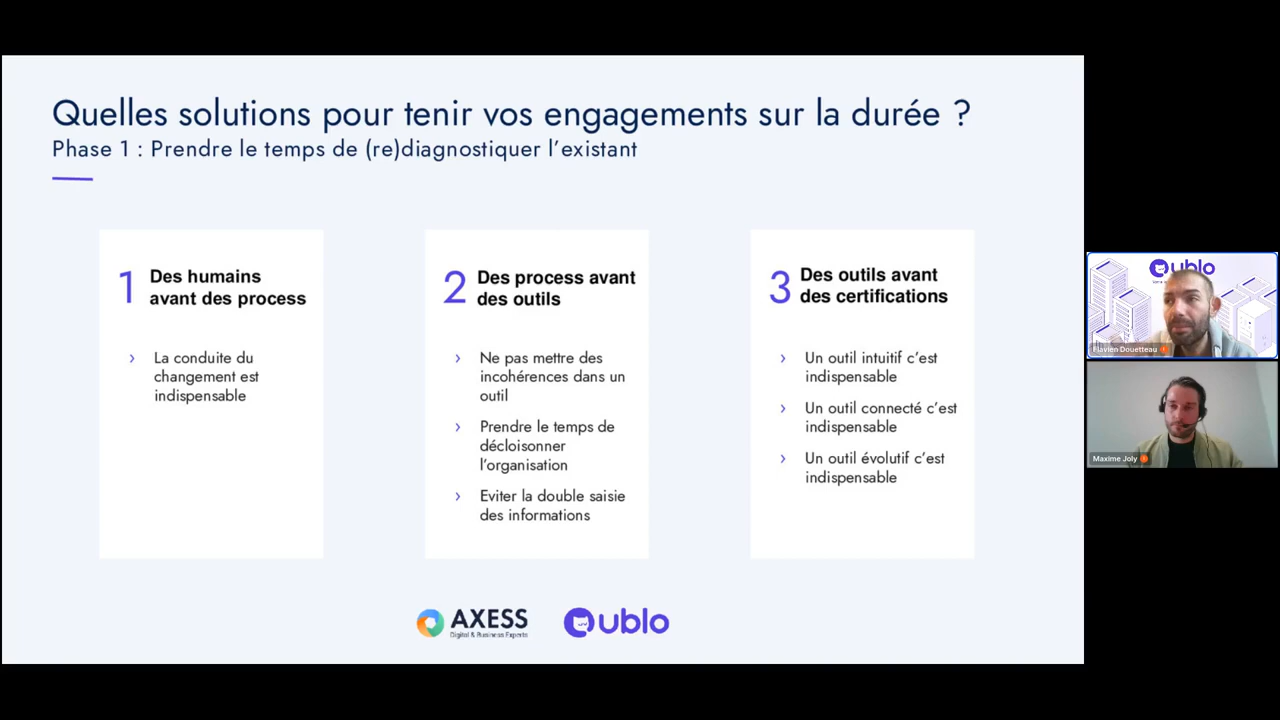 Quelles solutions pour tenir vos engagements sur la durée ?
Phase 1 : Prendre le temps de (re)diagnostiquer l'existant
1
Des humains
avant des process
› La conduite du
changement est
indispensable
2
Des process avant
des outils
› Ne pas mettre des
incohérences dans un
outil
› Prendre le temps de
décloisonner
l'organisation
› Eviter la double saisie
des informations
3
Des outils avant
des certifications
› Un outil intuitif c'est
indispensable
› Un outil connecté c'est
indispensable
› Un outil évolutif c'est
indispensable
AXESS
Digital & Business Experts
ublo
ublo
Flavien Douetteau
Maxime Joly